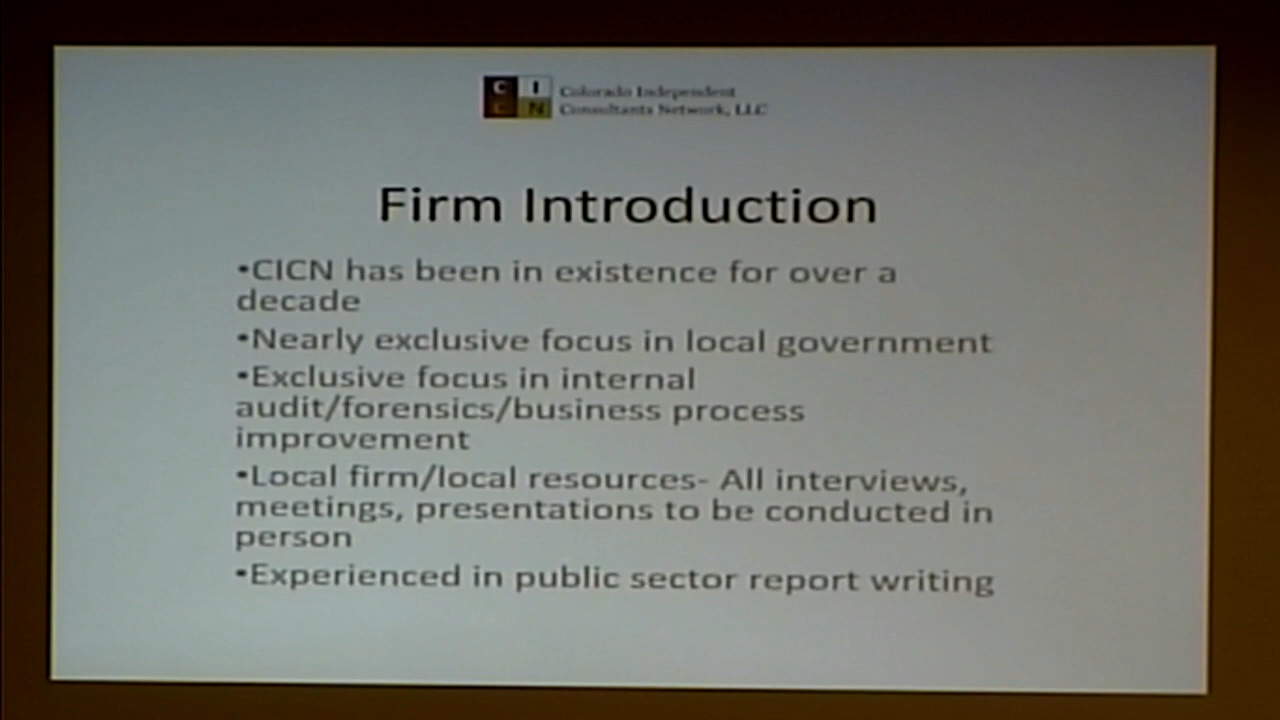 C I
C N
Colorado Independent
Consultants Network, LLC
Firm Introduction
•CICN has been in existence for over a
decade
•Nearly exclusive focus in local government
•Exclusive focus in internal
audit/forensics/business process
improvement
•Local firm/local resources- All interviews,
meetings, presentations to be conducted in
person
•Experienced in public sector report writing